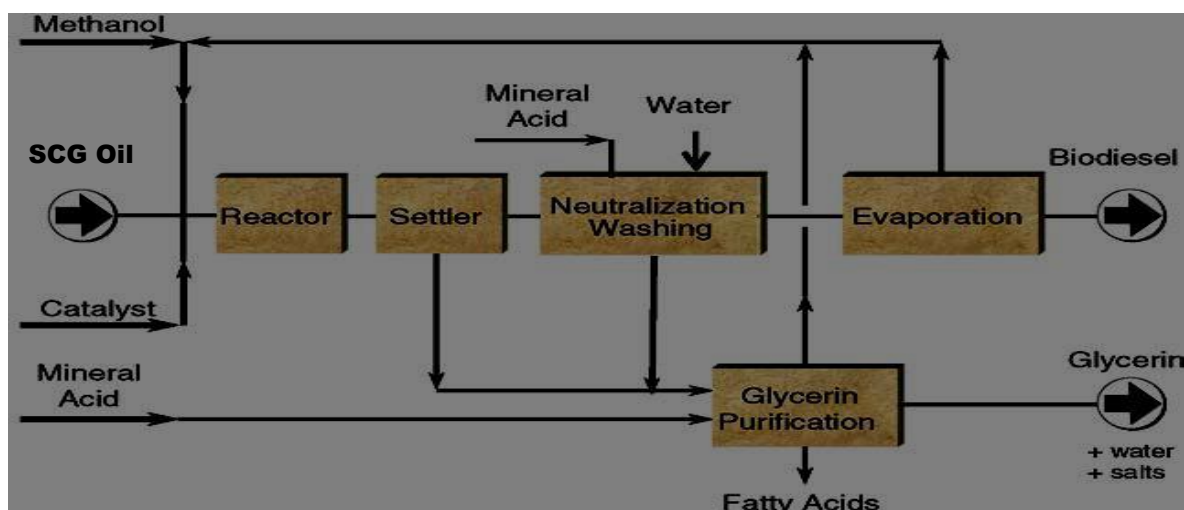 Methanol
Mineral
Acid
Water
SCG Oil
Biodiesel
Reactor
Settler
Neutralization
Washing
Evaporation
Catalyst
Mineral
Acid
Glycerin
Purification
Glycerin
+ water
+ salts
Fatty Acids